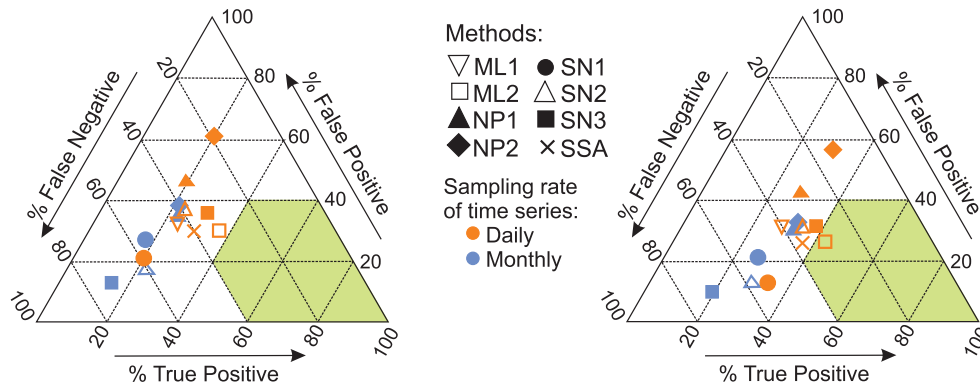 100
20
80
% False Negative
% False Positive
40
60
60
40
80
20
100
20
40
60
80
100
% True Positive
Methods:
ML1 SN1
ML2 SN2
NP1 SN3
NP2 SSA
Sampling rate
of time series:
Daily
Monthly
100
20
80
% False Negative
% False Positive
40
60
60
40
80
20
100
20
40
60
80
100
% True Positive